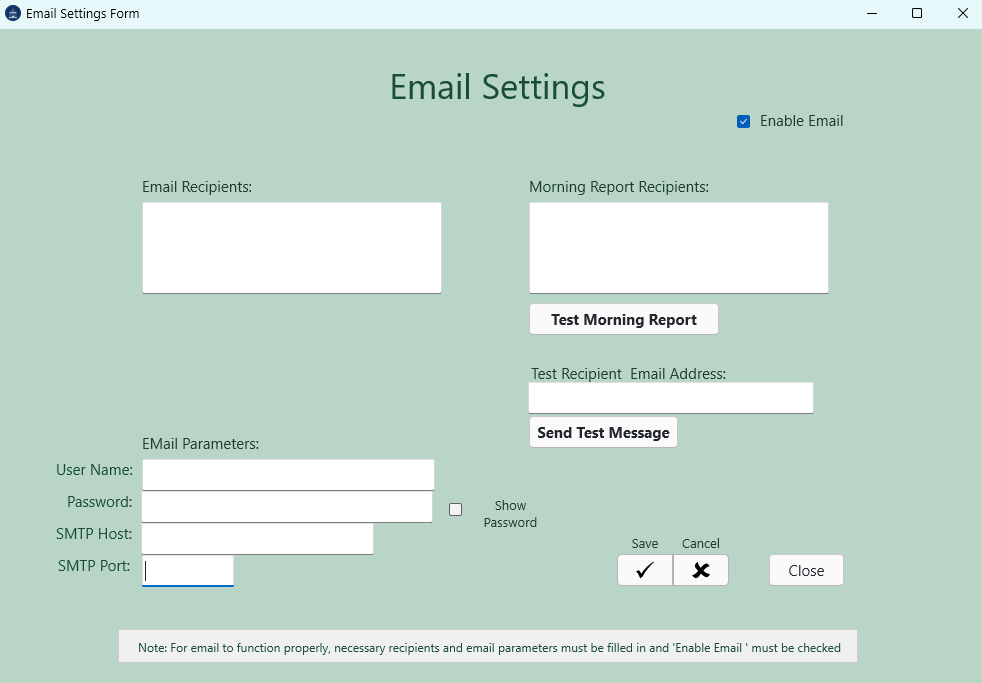 Email Settings Form
Email Settings
Enable Email
Email Recipients:
Morning Report Recipients:
Test Morning Report
Test Recipient  Email Address:
Send Test Message
EMail Parameters:
User Name:
Password:
Show
Password
SMTP Host:
SMTP Port:
Save
Cancel
Close
Note: For email to function properly, necessary recipients and email parameters must be filled in and 'Enable Email ' must be checked